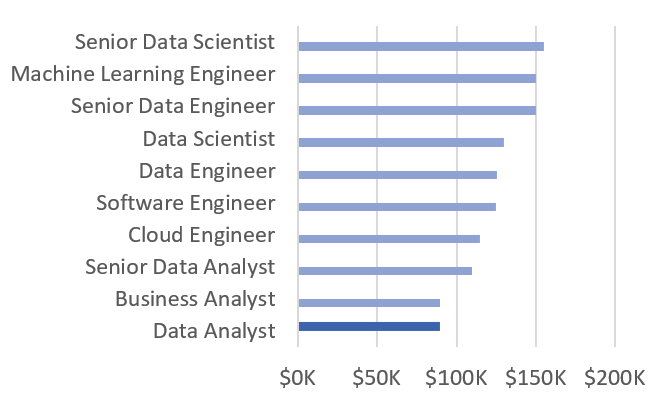 Senior Data Scientist
Machine Learning Engineer
Senior Data Engineer
Data Scientist
Data Engineer
Software Engineer
Cloud Engineer
Senior Data Analyst
Business Analyst
Data Analyst
$0K $50K $100K $150K $200K